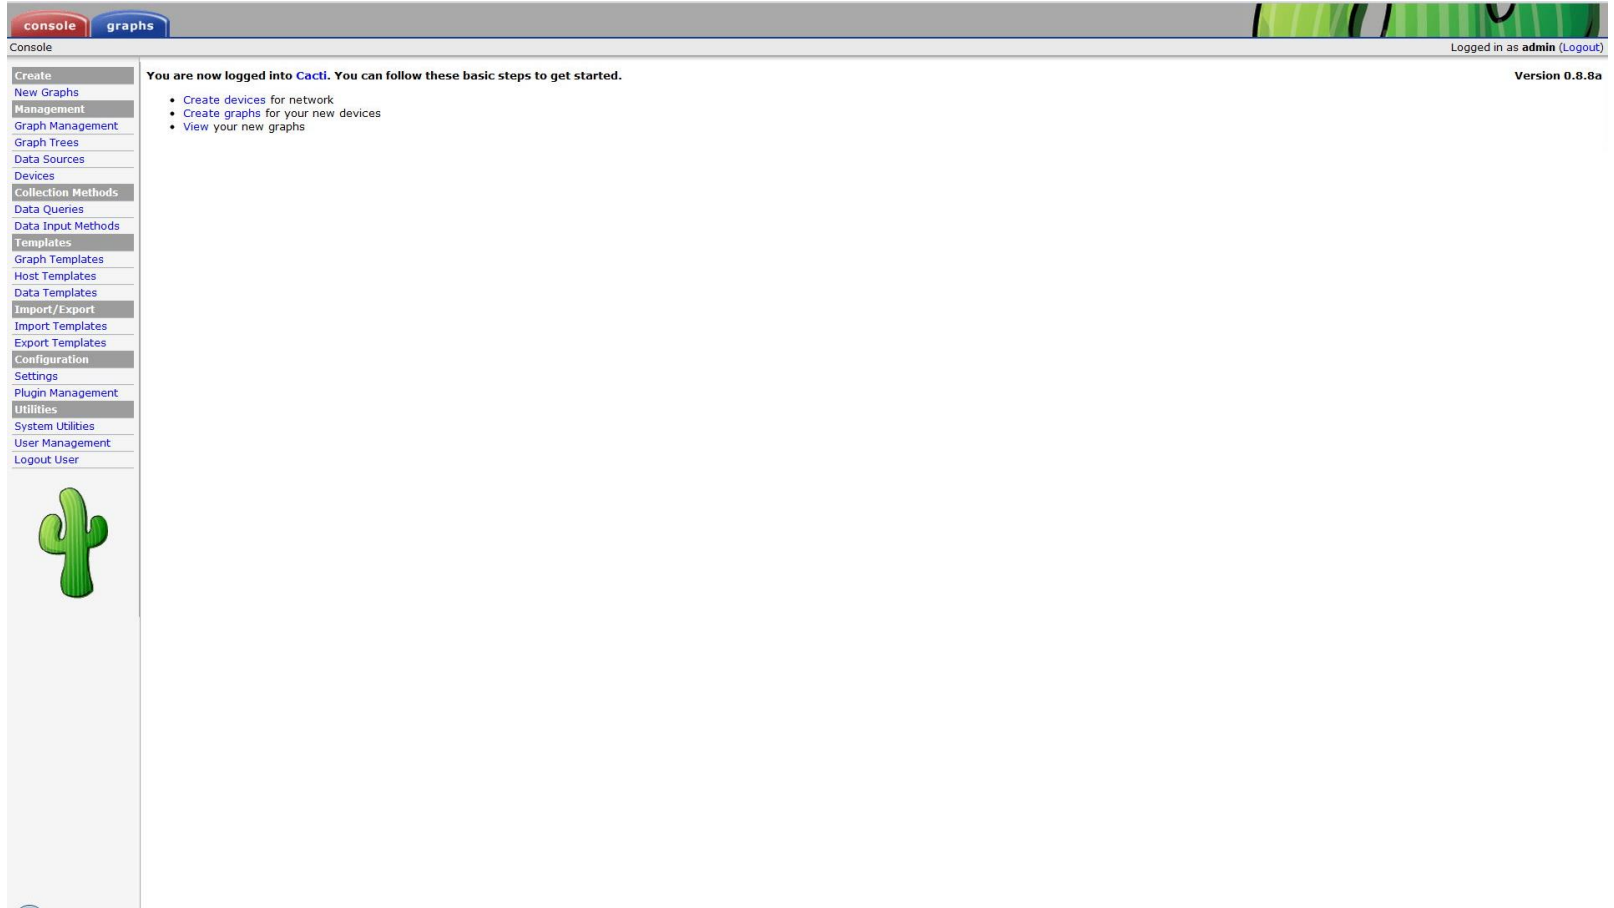 console graphs
Console
Logged in as admin (Logout)
Create
New Graphs
Management
Graph Management
Graph Trees
Data Sources
Devices
Collection Methods
Data Queries
Data Input Methods
Templates
Graph Templates
Host Templates
Data Templates
Import/Export
Import Templates
Export Templates
Configuration
Settings
Plugin Management
Utilities
System Utilities
User Management
Logout User
You are now logged into Cacti. You can follow these basic steps to get started.
Version 0.8.8a
• Create devices for network
• Create graphs for your new devices
• View your new graphs